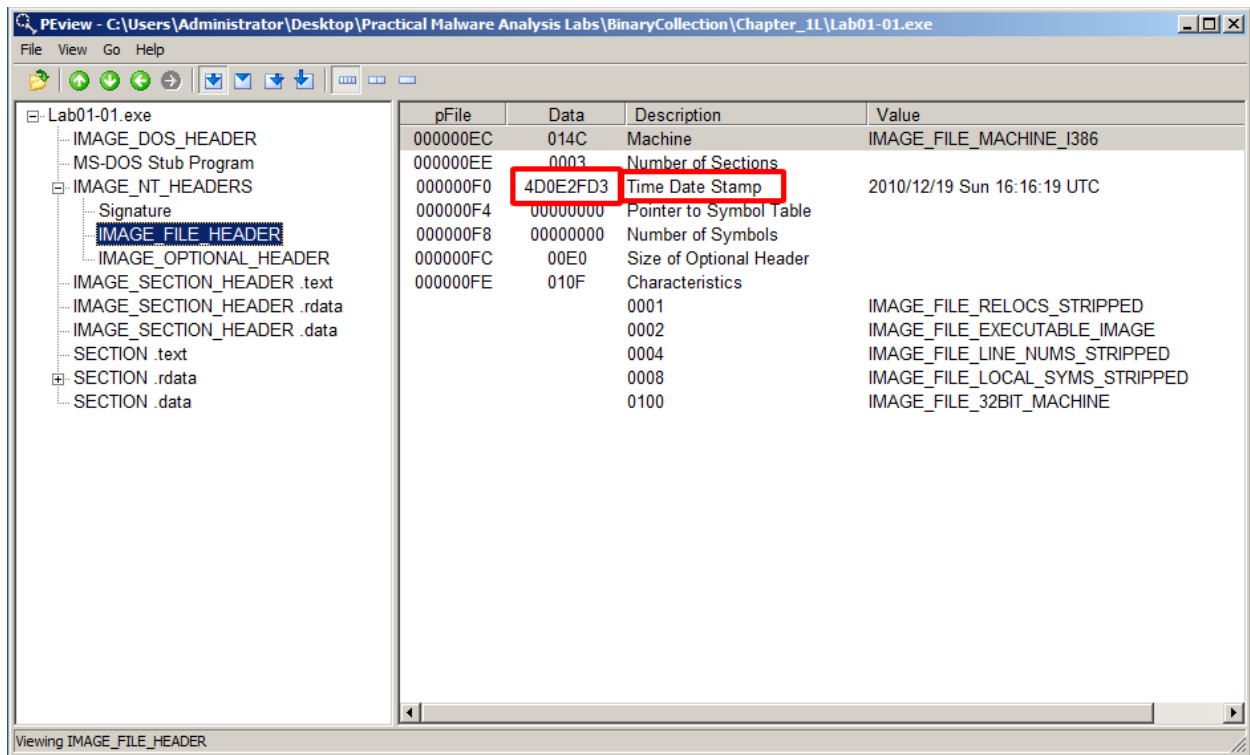 PEview - C:\Users\Administrator\Desktop\Practical Malware Analysis Labs\BinaryCollection\Chapter_1L\Lab01-01.exe
File View Go Help
Lab01-01.exe
IMAGE_DOS_HEADER
MS-DOS Stub Program
IMAGE_NT_HEADERS
Signature
IMAGE_FILE_HEADER
IMAGE_OPTIONAL_HEADER
IMAGE_SECTION_HEADER .text
IMAGE_SECTION_HEADER .rdata
IMAGE_SECTION_HEADER .data
SECTION .text
SECTION .rdata
SECTION .data
pFile Data Description Value
000000EC 014C Machine IMAGE_FILE_MACHINE_I386
000000EE 0003 Number of Sections
000000F0 4D0E2FD3 Time Date Stamp 2010/12/19 Sun 16:16:19 UTC
000000F4 00000000 Pointer to Symbol Table
000000F8 00000000 Number of Symbols
000000FC 00E0 Size of Optional Header
000000FE 010F Characteristics
0001 IMAGE_FILE_RELOCS_STRIPPED
0002 IMAGE_FILE_EXECUTABLE_IMAGE
0004 IMAGE_FILE_LINE_NUMS_STRIPPED
0008 IMAGE_FILE_LOCAL_SYMS_STRIPPED
0100 IMAGE_FILE_32BIT_MACHINE
Viewing IMAGE_FILE_HEADER